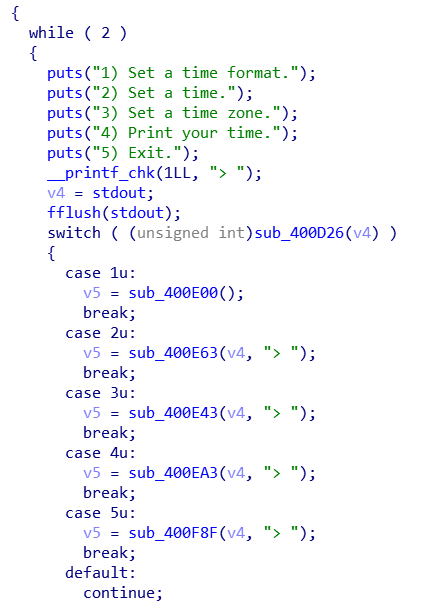 {
while ( 2 )
{
puts("1) Set a time format.");
puts("2) Set a time.");
puts("3) Set a time zone.");
puts("4) Print your time.");
puts("5) Exit.");
__printf_chk(1LL, "> ");
v4 = stdout;
fflush(stdout);
switch ( (unsigned int)sub_400D26(v4) )
{
case 1u:
v5 = sub_400E00();
break;
case 2u:
v5 = sub_400E63(v4, "> ");
break;
case 3u:
v5 = sub_400E43(v4, "> ");
break;
case 4u:
v5 = sub_400EA3(v4, "> ");
break;
case 5u:
v5 = sub_400F8F(v4, "> ");
break;
default:
continue;